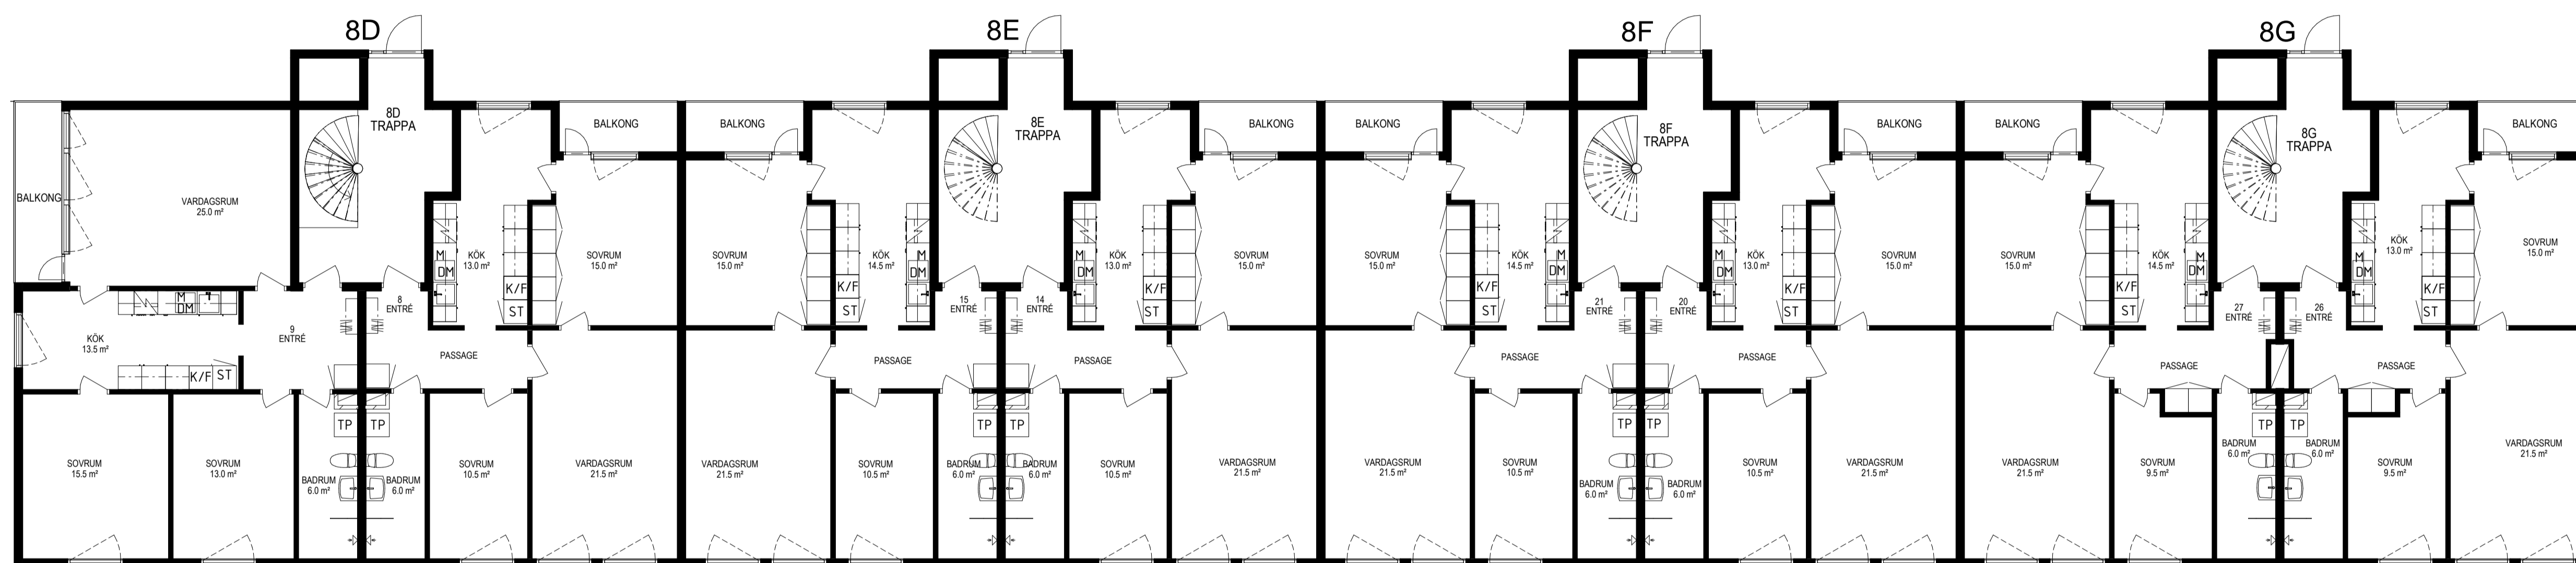 8D
8E
8F
8G
8D
TRAPPA
8E
TRAPPA
8F
TRAPPA
8G
TRAPPA
BALKONG
BALKONG
BALKONG
BALKONG
BALKONG
BALKONG
BALKONG
BALKONG
BALKONG
VARDAGSRUM
25.0 m²
KÖK
13.0 m²
SOVRUM
15.0 m²
SOVRUM
15.0 m²
KÖK
14.5 m²
KÖK
13.0 m²
SOVRUM
15.0 m²
SOVRUM
15.0 m²
KÖK
14.5 m²
KÖK
13.0 m²
SOVRUM
15.0 m²
SOVRUM
15.0 m²
KÖK
14.5 m²
KÖK
13.0 m²
SOVRUM
15.0 m²
M
DM
M
DM
M
DM
M
DM
M
DM
M
DM
M
DM
M
DM
K/F
ST
K/F
ST
K/F
ST
K/F
ST
K/F
ST
K/F
ST
K/F
ST
KÖK
13.5 m²
K/F
ST
9
ENTRÉ
8
ENTRÉ
15
ENTRÉ
14
ENTRÉ
21
ENTRÉ
20
ENTRÉ
27
ENTRÉ
26
ENTRÉ
PASSAGE
PASSAGE
PASSAGE
PASSAGE
PASSAGE
PASSAGE
PASSAGE
TP
TP
TP
TP
TP
TP
TP
TP
SOVRUM
15.5 m²
SOVRUM
13.0 m²
BADRUM
6.0 m²
BADRUM
6.0 m²
SOVRUM
10.5 m²
VARDAGSRUM
21.5 m²
VARDAGSRUM
21.5 m²
SOVRUM
10.5 m²
BADRUM
6.0 m²
BADRUM
6.0 m²
SOVRUM
10.5 m²
VARDAGSRUM
21.5 m²
VARDAGSRUM
21.5 m²
SOVRUM
10.5 m²
BADRUM
6.0 m²
BADRUM
6.0 m²
SOVRUM
10.5 m²
VARDAGSRUM
21.5 m²
VARDAGSRUM
21.5 m²
SOVRUM
9.5 m²
BADRUM
6.0 m²
BADRUM
6.0 m²
SOVRUM
9.5 m²
VARDAGSRUM
21.5 m²